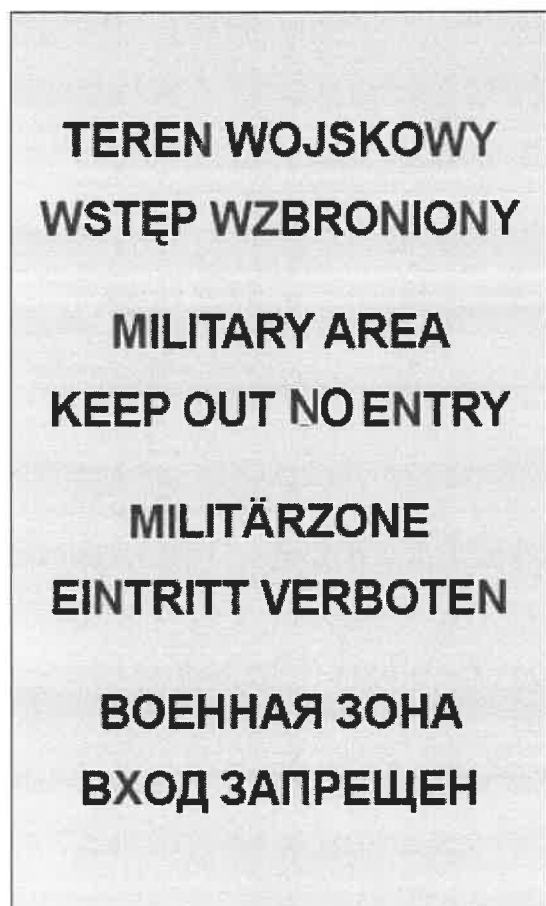 TEREN WOJSKOWY
WSTĘP WZBRONIONY
MILITARY AREA
KEEP OUT NO ENTRY
MILITÄRZONE
EINTRITT VERBOTEN
ВОЕННАЯ ЗОНА
ВХОД ЗАПРЕЩЕН